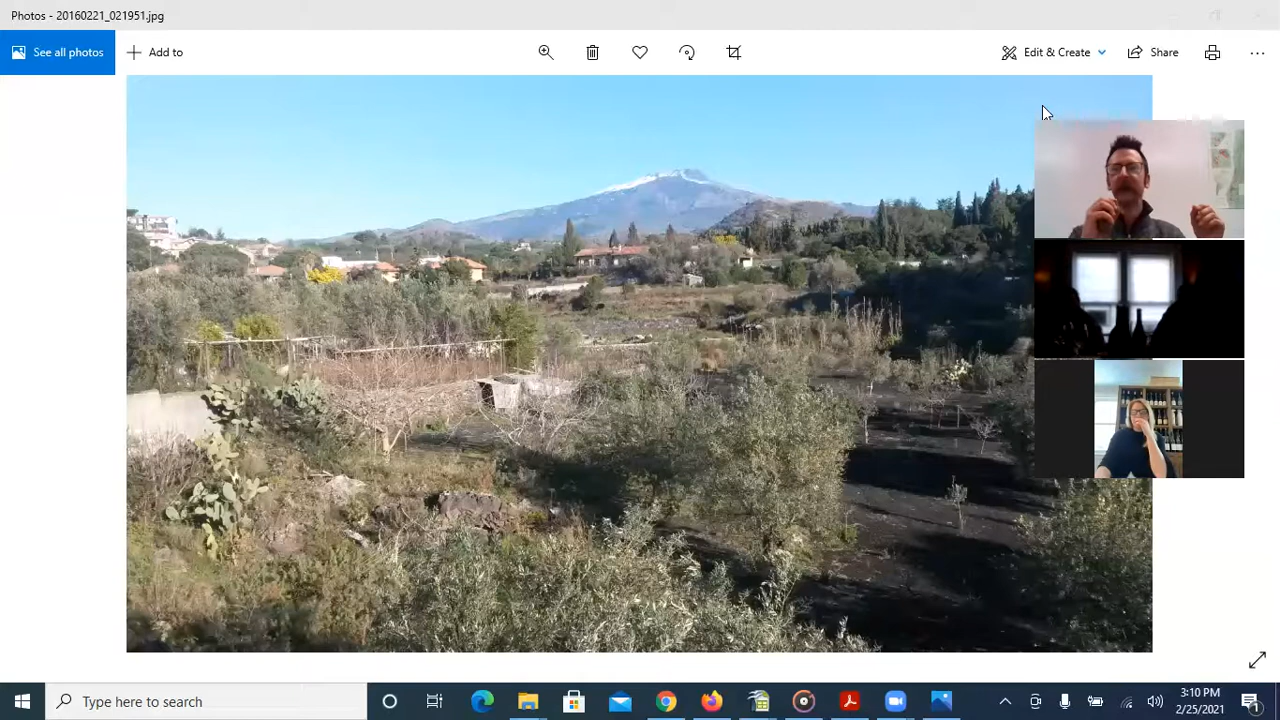 Photos - 20160221_021951.jpg
See all photos
Add to
Edit & Create
Share
Type here to search
3:10 PM
2/25/2021
1